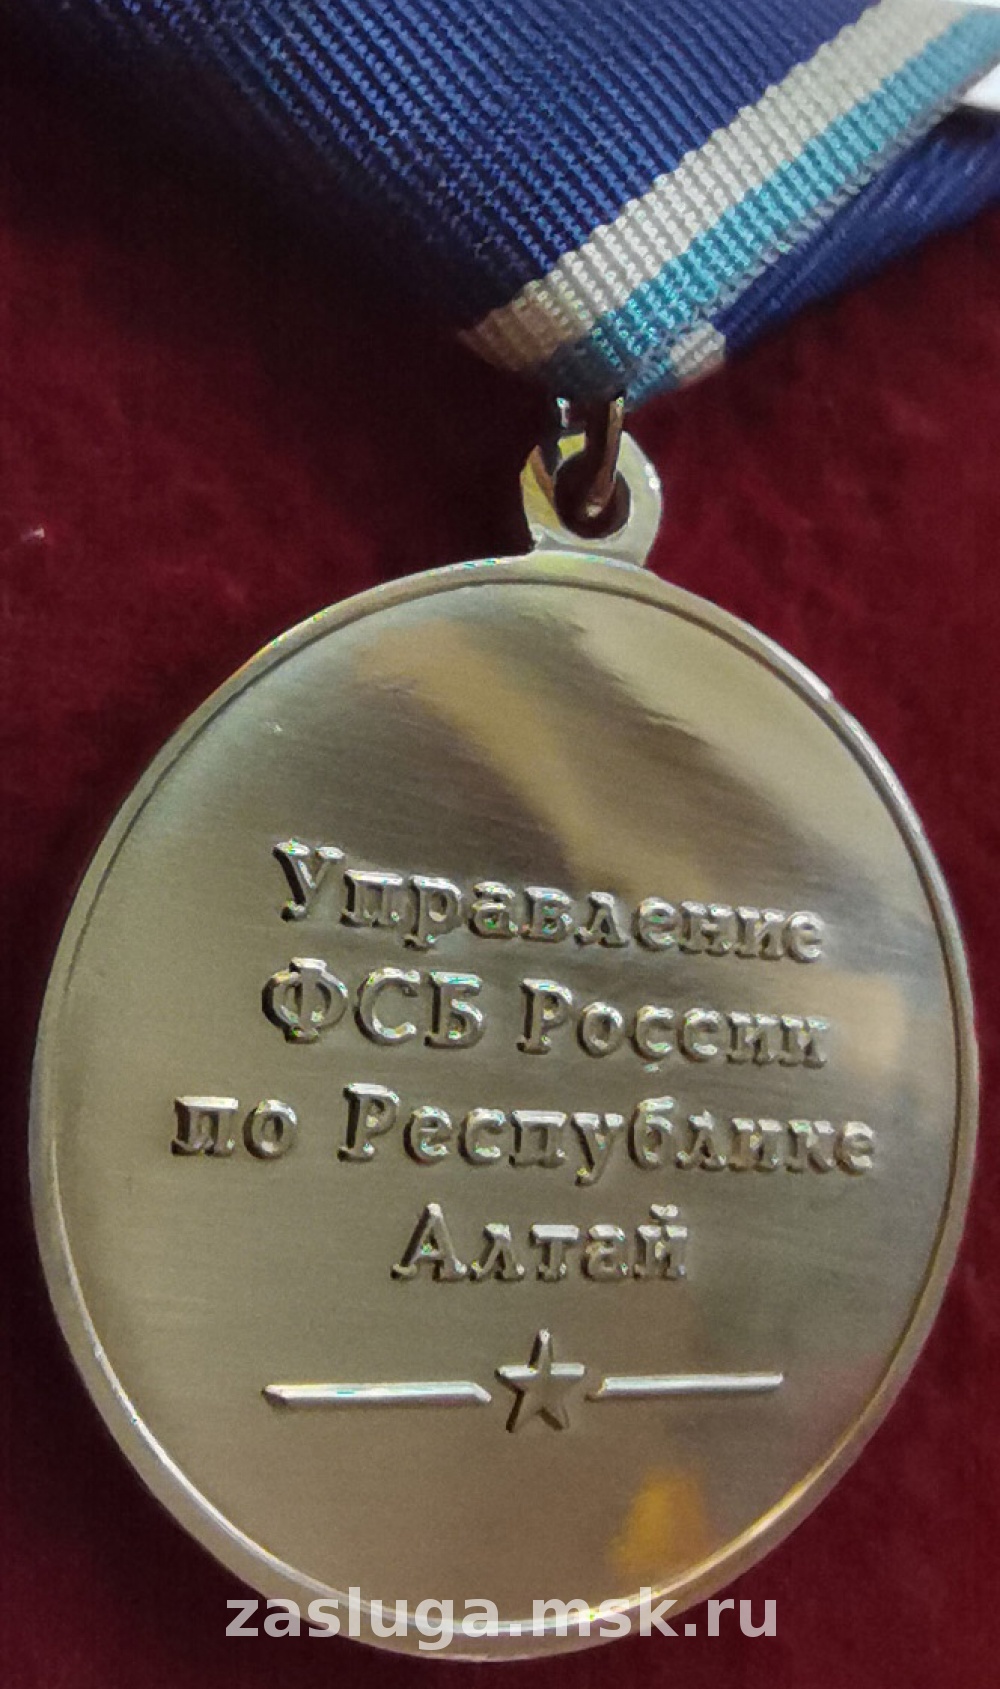 Управление
ФСБ России
по Республике
Алтай
zasluga.msk.ru